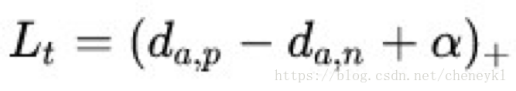 L_t = (d_{a,p} − d_{a,n} + α)_+
https://blog.csdn.net/cheneykl